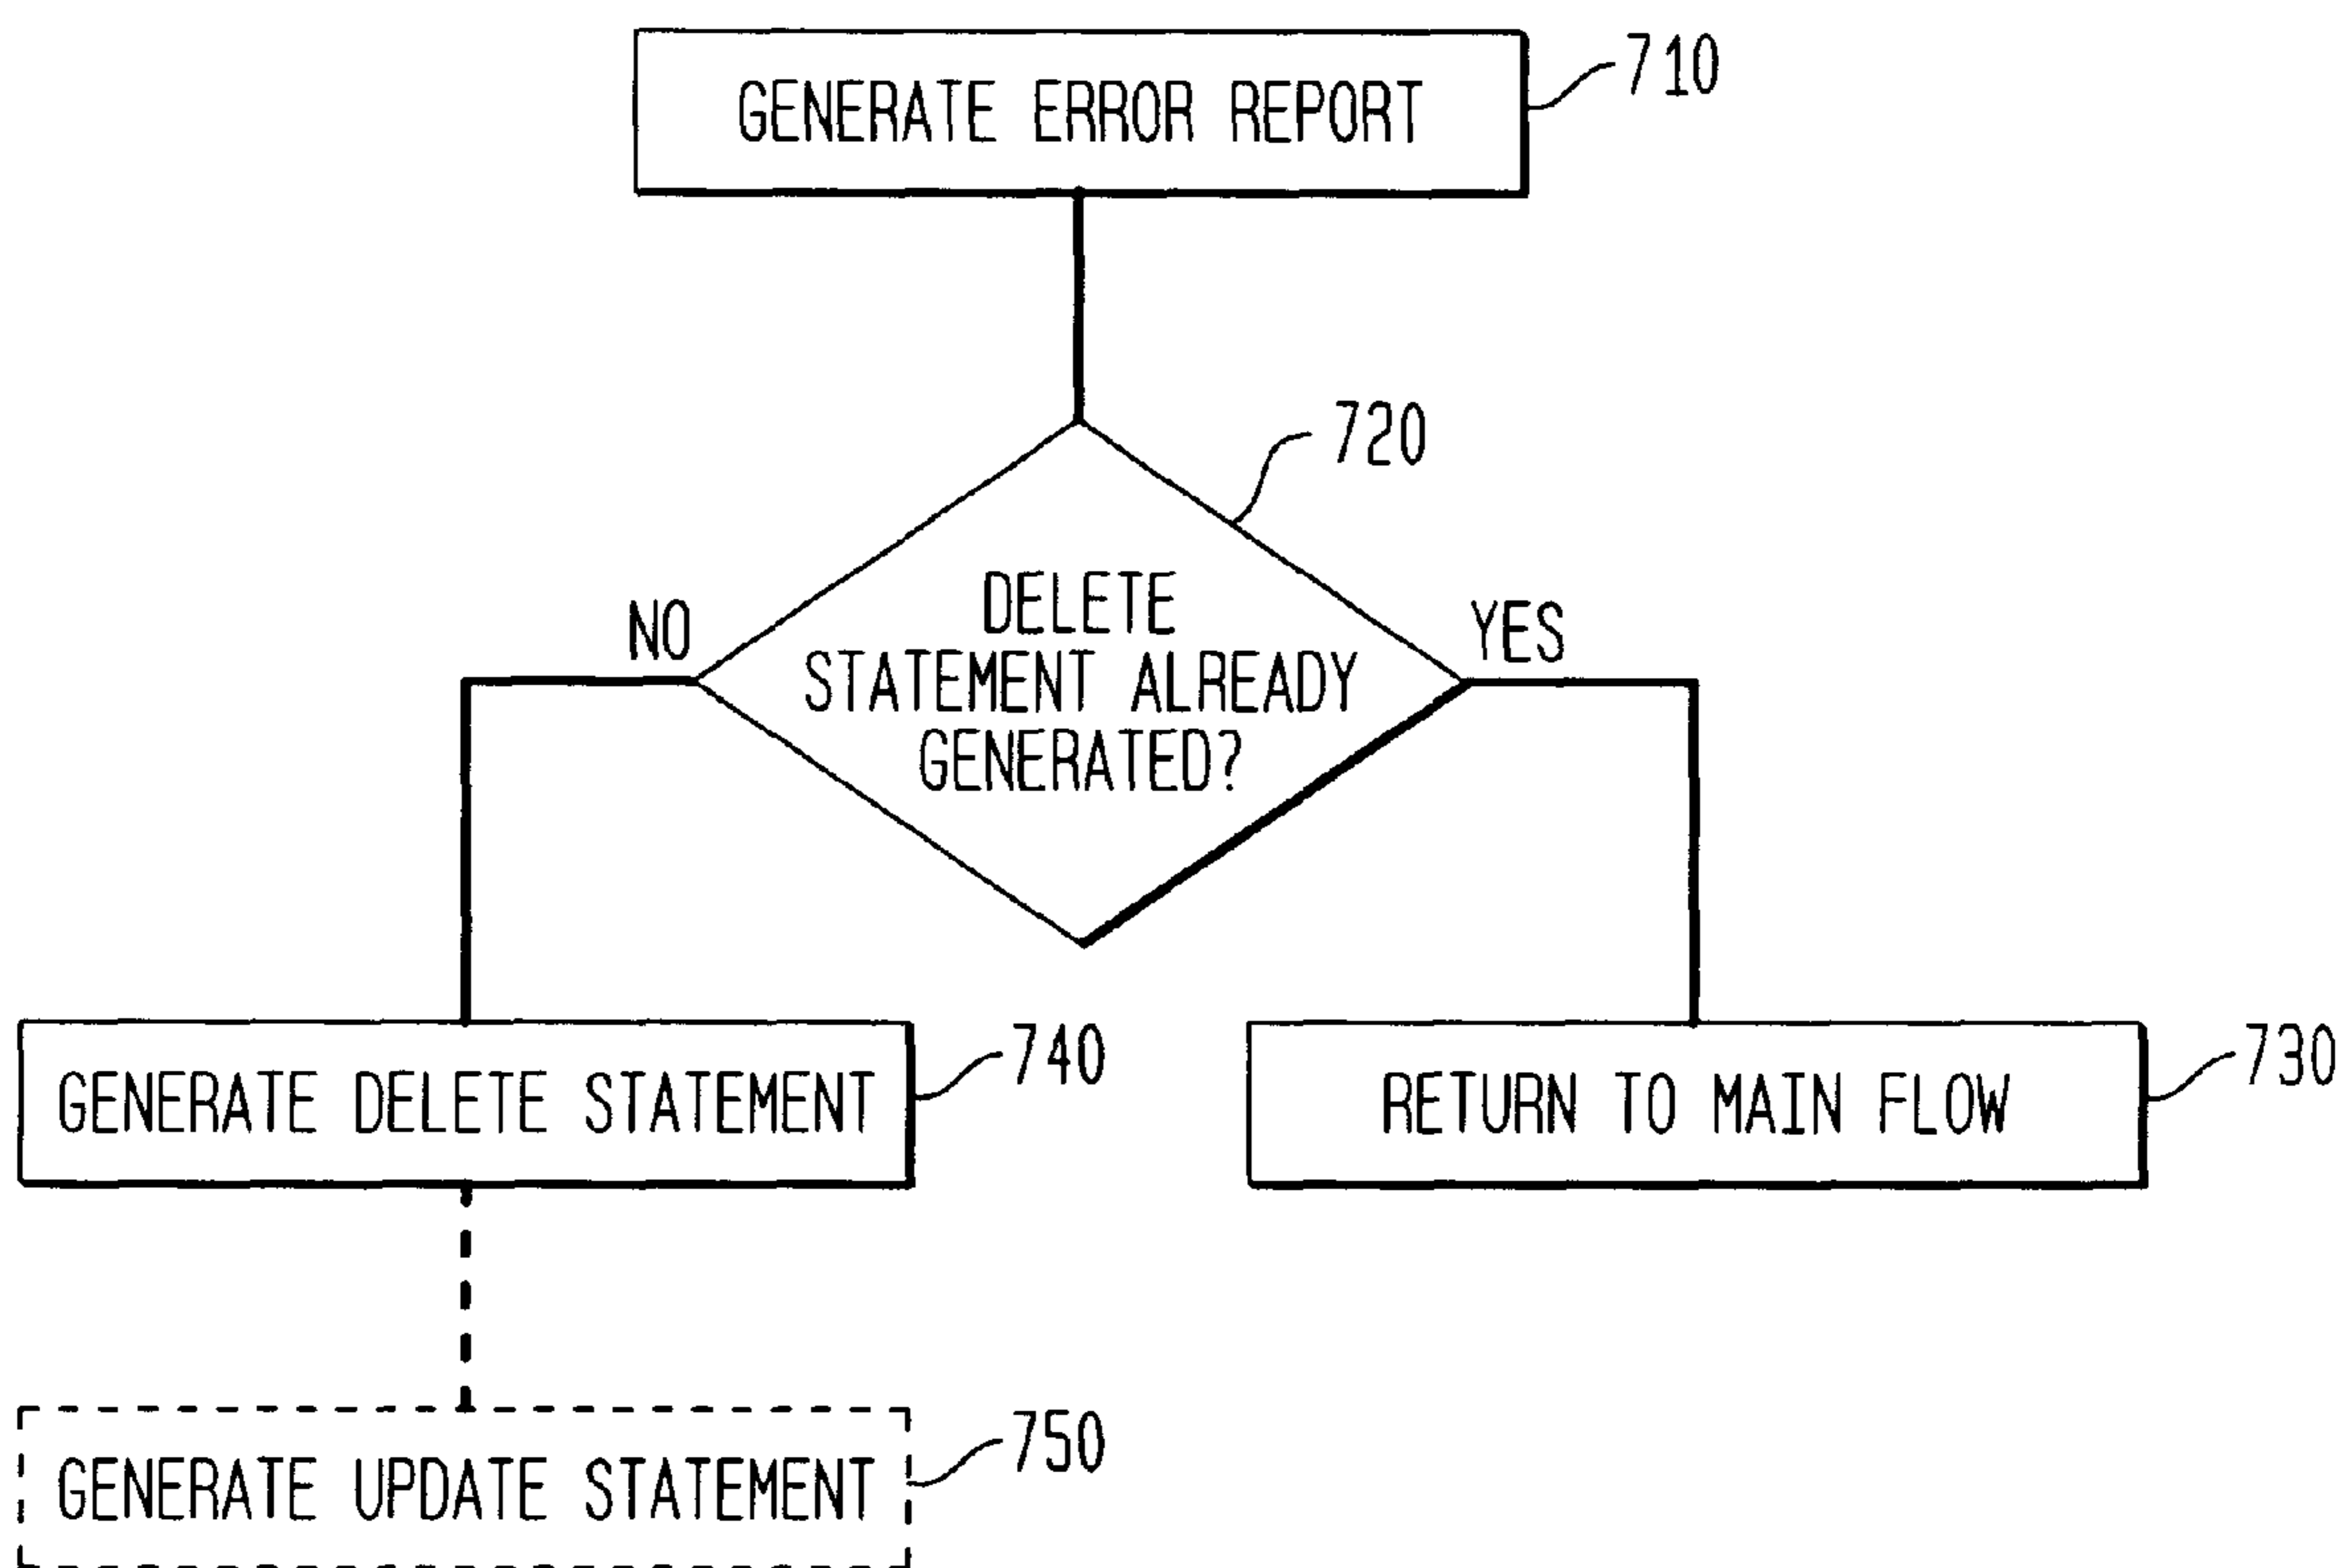 GENERATE ERROR REPORT
710
720
NO
YES
DELETE
STATEMENT ALREADY
GENERATED?
GENERATE DELETE STATEMENT
740
RETURN TO MAIN FLOW
730
GENERATE UPDATE STATEMENT
750